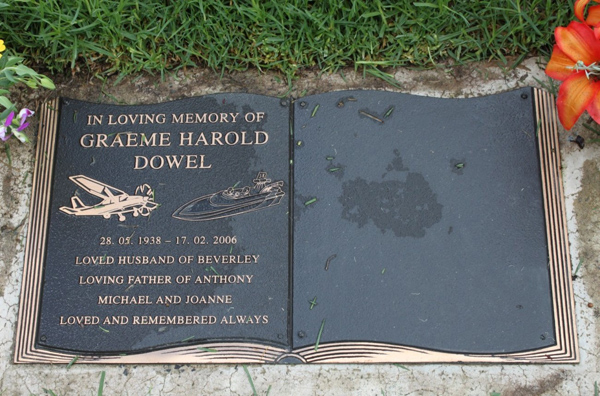 IN LOVING MEMORY OF
GRAEME HAROLD
DOWEL
28. 05. 1938 – 17. 02. 2006
LOVED HUSBAND OF BEVERLEY
LOVING FATHER OF ANTHONY
MICHAEL AND JOANNE
LOVED AND REMEMBERED ALWAYS